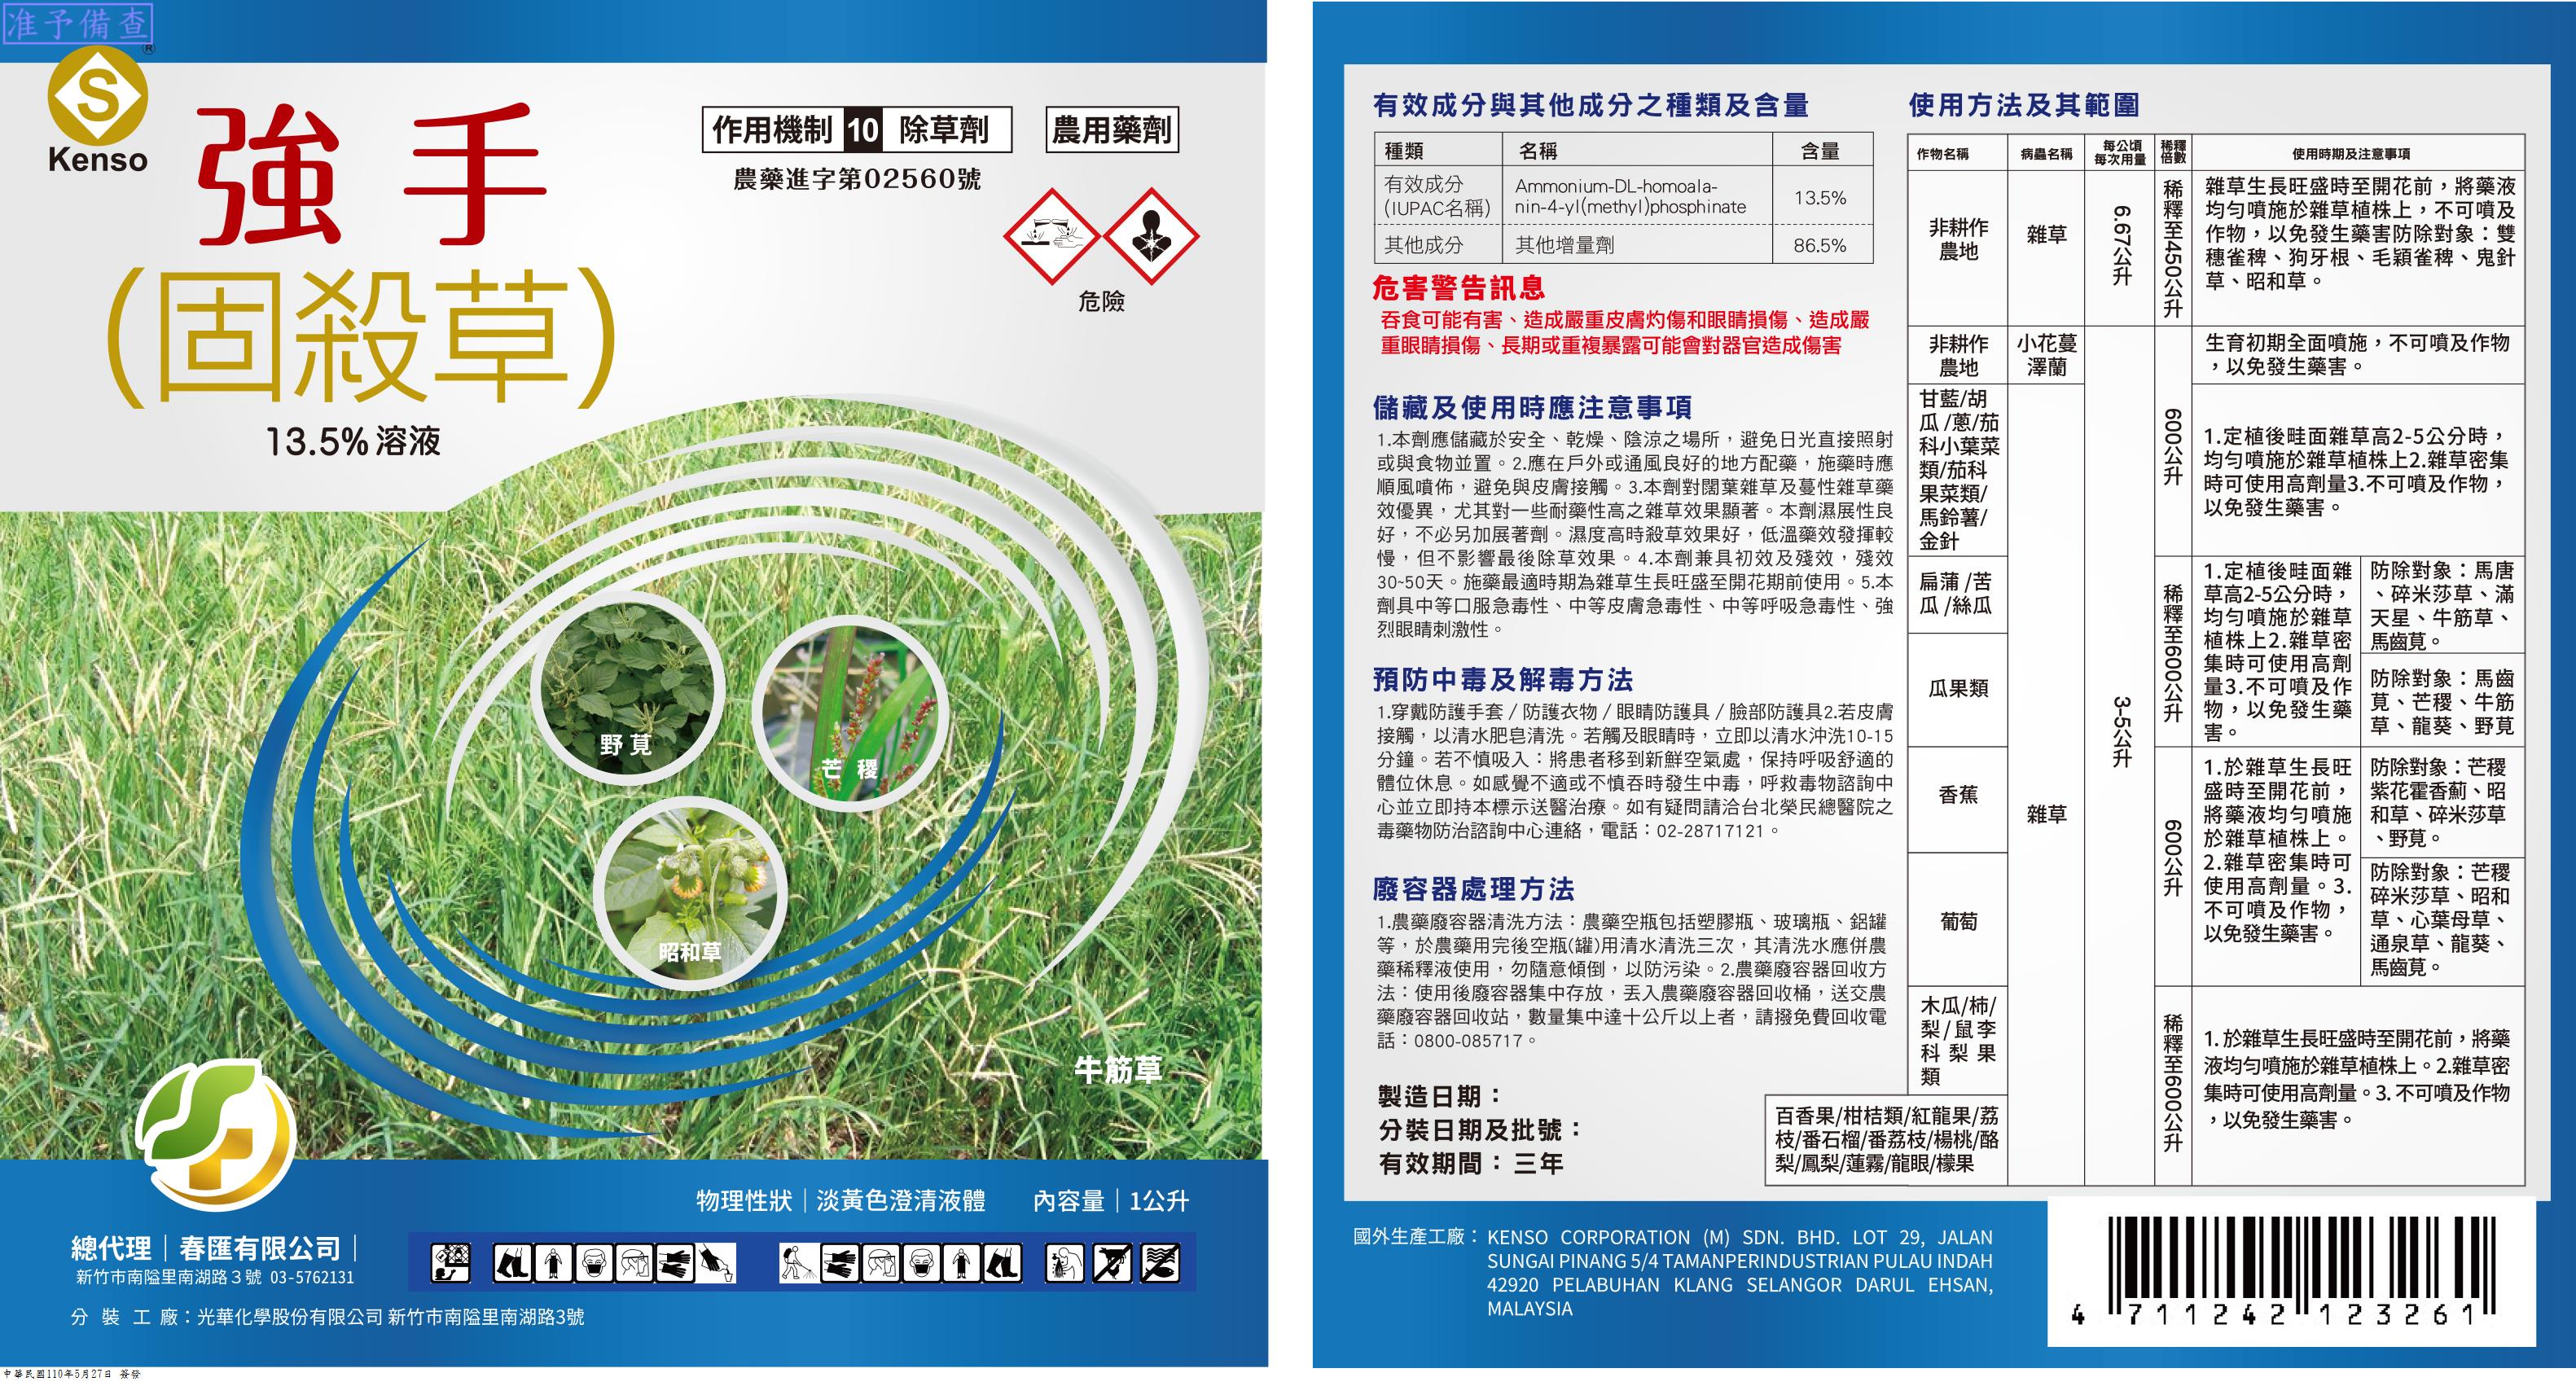 准予備查
S
®
Kenso
強手
(固殺草)
13.5% 溶液
作用機制 10 除草劑
農用藥劑
農藥進字第02560號
危險
野莧
芒稷
昭和草
牛筋草
物理性狀｜淡黃色澄清液體 內容量｜1公升
總代理｜春匯有限公司｜
新竹市南隘里南湖路３號 03-5762131
分裝工廠：光華化學股份有限公司 新竹市南隘里南湖路3號
中華民國110年5月27日 簽發
有效成分與其他成分之種類及含量
種類 名稱 含量
有效成分
(IUPAC名稱)
Ammonium-DL-homoala-
nin-4-yl(methyl)phosphinate
13.5%
其他成分 其他增量劑 86.5%
危害警告訊息
吞食可能有害、造成嚴重皮膚灼傷和眼睛損傷、造成嚴
重眼睛損傷、長期或重複暴露可能會對器官造成傷害
儲藏及使用時應注意事項
1.本劑應儲藏於安全、乾燥、陰涼之場所，避免日光直接照射
或與食物並置。2.應在戶外或通風良好的地方配藥，施藥時應
順風噴佈，避免與皮膚接觸。3.本劑對闊葉雜草及蔓性雜草藥
效優異，尤其對一些耐藥性高之雜草效果顯著。本劑濕展性良
好，不必另加展著劑。濕度高時殺草效果好，低溫藥效發揮較
慢，但不影響最後除草效果。4.本劑兼具初效及殘效，殘效
30~50天。施藥最適時期為雜草生長旺盛至開花期前使用。5.本
劑具中等口服急毒性、中等皮膚急毒性、中等呼吸急毒性、強
烈眼睛刺激性。
預防中毒及解毒方法
1.穿戴防護手套 / 防護衣物 / 眼睛防護具 / 臉部防護具2.若皮膚
接觸，以清水肥皂清洗。若觸及眼睛時，立即以清水沖洗10-15
分鐘。若不慎吸入：將患者移到新鮮空氣處，保持呼吸舒適的
體位休息。如感覺不適或不慎吞時發生中毒，呼救毒物諮詢中
心並立即持本標示送醫治療。如有疑問請洽台北榮民總醫院之
毒藥物防治諮詢中心連絡，電話：02-28717121。
廢容器處理方法
1.農藥廢容器清洗方法：農藥空瓶包括塑膠瓶、玻璃瓶、鋁罐
等，於農藥用完後空瓶(罐)用清水清洗三次，其清洗水應併農
藥稀釋液使用，勿隨意傾倒，以防污染。2.農藥廢容器回收方
法：使用後廢容器集中存放，丟入農藥廢容器回收桶，送交農
藥廢容器回收站，數量集中達十公斤以上者，請撥免費回收電
話：0800-085717。
製造日期：
分裝日期及批號：
有效期間：三年
使用方法及其範圍
作物名稱 病蟲名稱 每公頃每次用量 稀釋倍數 使用時期及注意事項
非耕作
農地
雜草
6.67公升
稀釋至450公升
雜草生長旺盛時至開花前，將藥液
均勻噴施於雜草植株上，不可噴及
作物，以免發生藥害防除對象：雙
穗雀稗、狗牙根、毛穎雀稗、鬼針
草、昭和草。
非耕作
農地
小花蔓
澤蘭
3-5公升
600公升
生育初期全面噴施，不可噴及作物
，以免發生藥害。
甘藍/胡
瓜/蔥/茄
科小葉菜
類/茄科
果菜類/
馬鈴薯/
金針
雜草
1.定植後畦面雜草高2-5公分時，
均勻噴施於雜草植株上2.雜草密集
時可使用高劑量3.不可噴及作物，
以免發生藥害。
扁蒲 /苦
瓜 /絲瓜
稀釋至600公升
1.定植後畦面雜
草高2-5公分時，
均勻噴施於雜草
植株上2.雜草密
集時可使用高劑
量3.不可噴及作
物，以免發生藥
害。
防除對象：馬唐
、碎米莎草、滿
天星、牛筋草、
馬齒莧。
瓜果類
防除對象：馬齒
莧、芒稷、牛筋
草、龍葵、野莧
香蕉
600公升
1.於雜草生長旺
盛時至開花前，
將藥液均勻噴施
於雜草植株上。
2.雜草密集時可
使用高劑量。3.
不可噴及作物，
以免發生藥害。
防除對象：芒稷
紫花霍香薊、昭
和草、碎米莎草
、野莧。
葡萄
防除對象：芒稷
碎米莎草、昭和
草、心葉母草、
通泉草、龍葵、
馬齒莧。
木瓜/柿/
梨/鼠李
科梨果
類
百香果/柑桔類/紅龍果/荔
枝/番石榴/番荔枝/楊桃/酪
梨/鳳梨/蓮霧/龍眼/檬果
稀釋至600公升
1. 於雜草生長旺盛時至開花前，將藥
液均勻噴施於雜草植株上。2.雜草密
集時可使用高劑量。3. 不可噴及作物
，以免發生藥害。
國外生產工廠： KENSO CORPORATION (M) SDN. BHD. LOT 29, JALAN
SUNGAI PINANG 5/4 TAMANPERINDUSTRIAN PULAU INDAH
42920 PELABUHAN KLANG SELANGOR DARUL EHSAN,
MALAYSIA
4 711242 123261